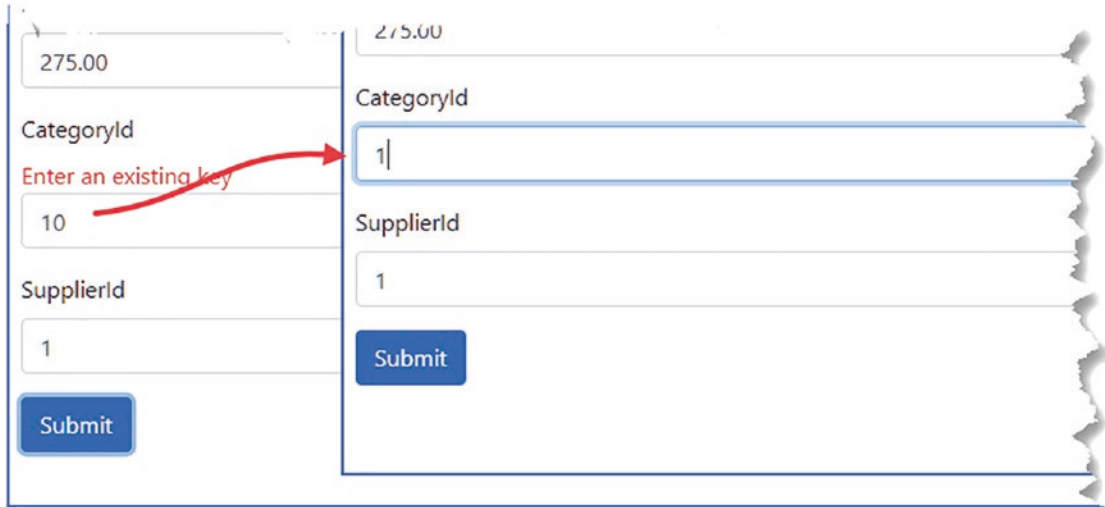 275.00
CategoryId
Enter an existing key
10
SupplierId
1
Submit
275.00
CategoryId
1
SupplierId
1
Submit